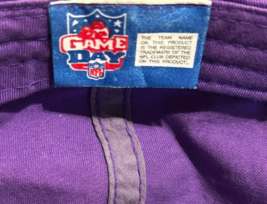 GAME
DAY
NFL
THE TEAM NAME
ON THIS PRODUCT
IS THE REGISTERED
TRADEMARK OF THE
NFL CLUB DEPICTED
ON THIS PRODUCT.